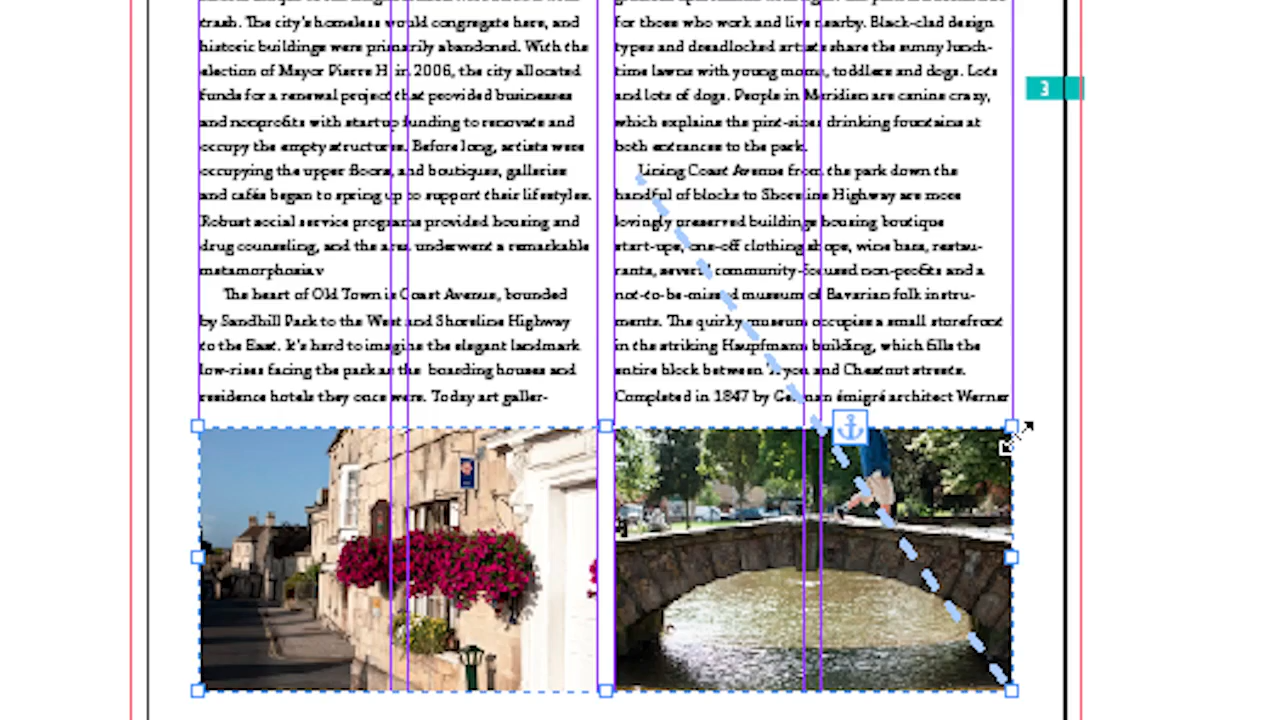 trash. The city's homeless would congregate here, and
historic buildings were primarily abandoned. With the
election of Mayor Pierre H in 2006, the city allocated
funds for a renewal project that provided businesses
and nonprofits with startup funding to renovate and
occupy the empty structures. Before long, artists were
occupying the upper floors, and boutiques, galleries
and cafés began to spring up to support their lifestyles.
Robust social service programs provided housing and
drug counseling, and the area underwent a remarkable
metamorphosis.v
The heart of Old Town is Coast Avenue, bounded
by Sandhill Park to the West and Shoreline Highway
to the East. It's hard to imagine the elegant landmark
low-rises facing the park as the boarding houses and
residence hotels they once were. Today art galler-
for those who work and live nearby. Black-clad design
types and dreadlocked artists share the sunny lunch-
time lawns with young moms, toddlers and dogs. Lots
and lots of dogs. People in Meridien are canine crazy,
which explains the pint-sized drinking fountains at
both entrances to the park.
Lining Coast Avenue from the park down the
handful of blocks to Shoreline Highway are more
lovingly preserved buildings housing boutique
start-ups, one-off clothing shops, wine bars, restau-
rants, several community-focused non-profits and a
not-to-be-missed museum of Bavarian folk instru-
ments. The quirky museum occupies a small storefront
in the striking Haupfmann building, which fills the
entire block between and Chestnut streets.
Completed in 1847 by German émigré architect Werner
3